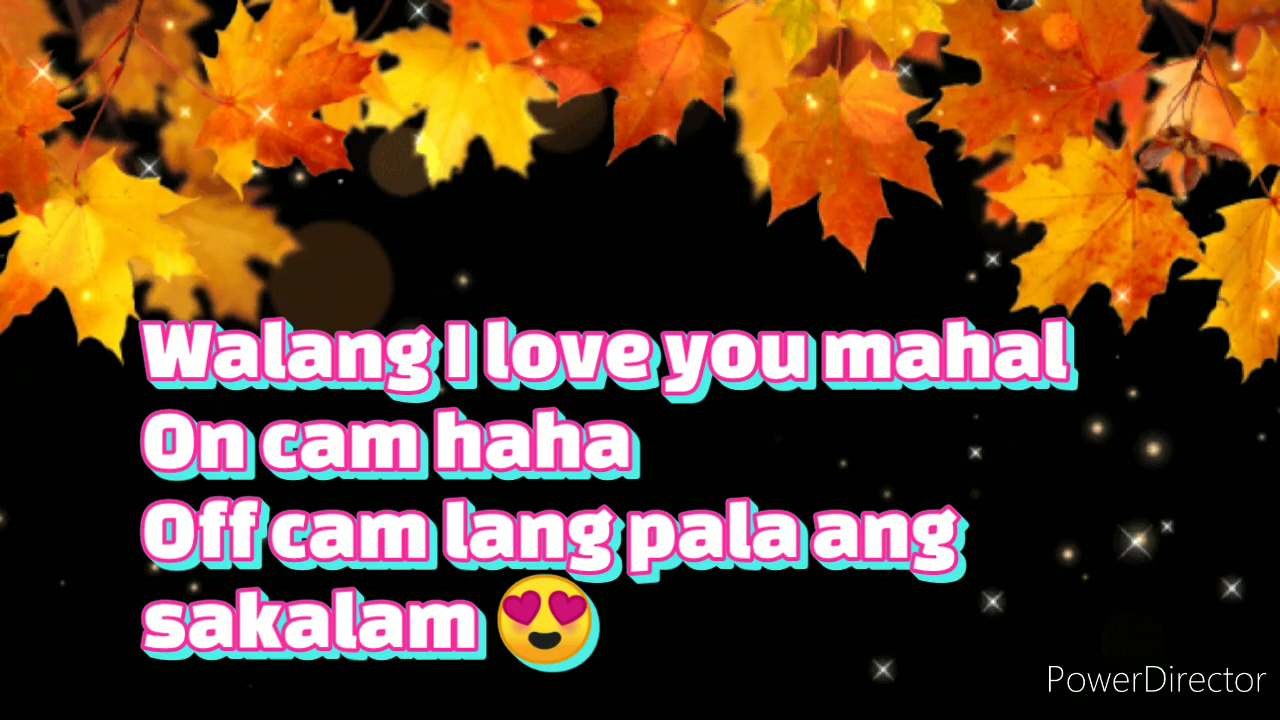 Walang I love you mahal
On cam haha
Off cam lang pala ang
sakalam 😍
PowerDirector